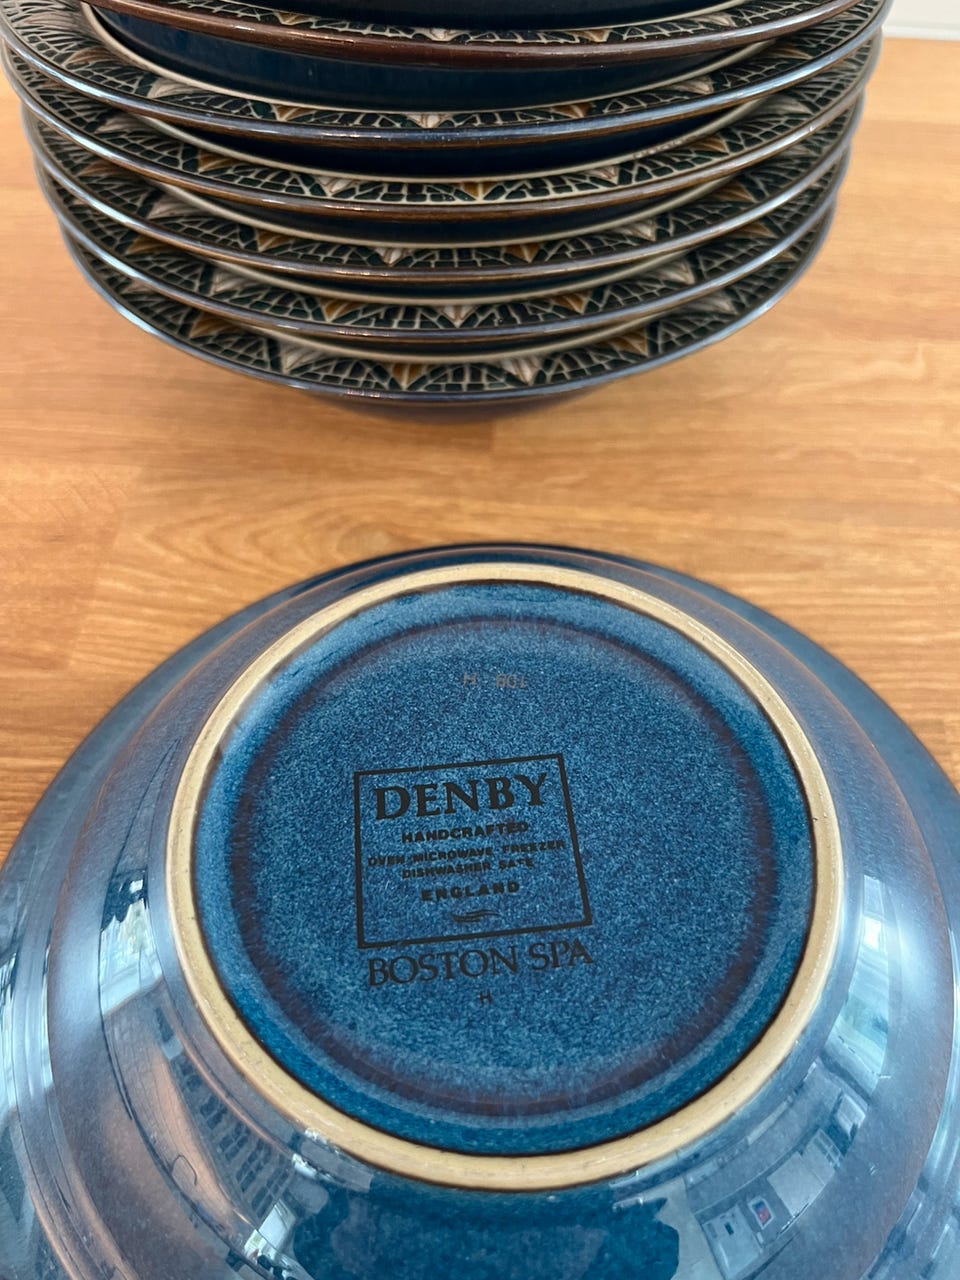 DENBY
HANDCRAFTED
OVEN MICROWAVE FREEZER
DISHWASHER SAFE
ENGLAND
BOSTON SPA
H